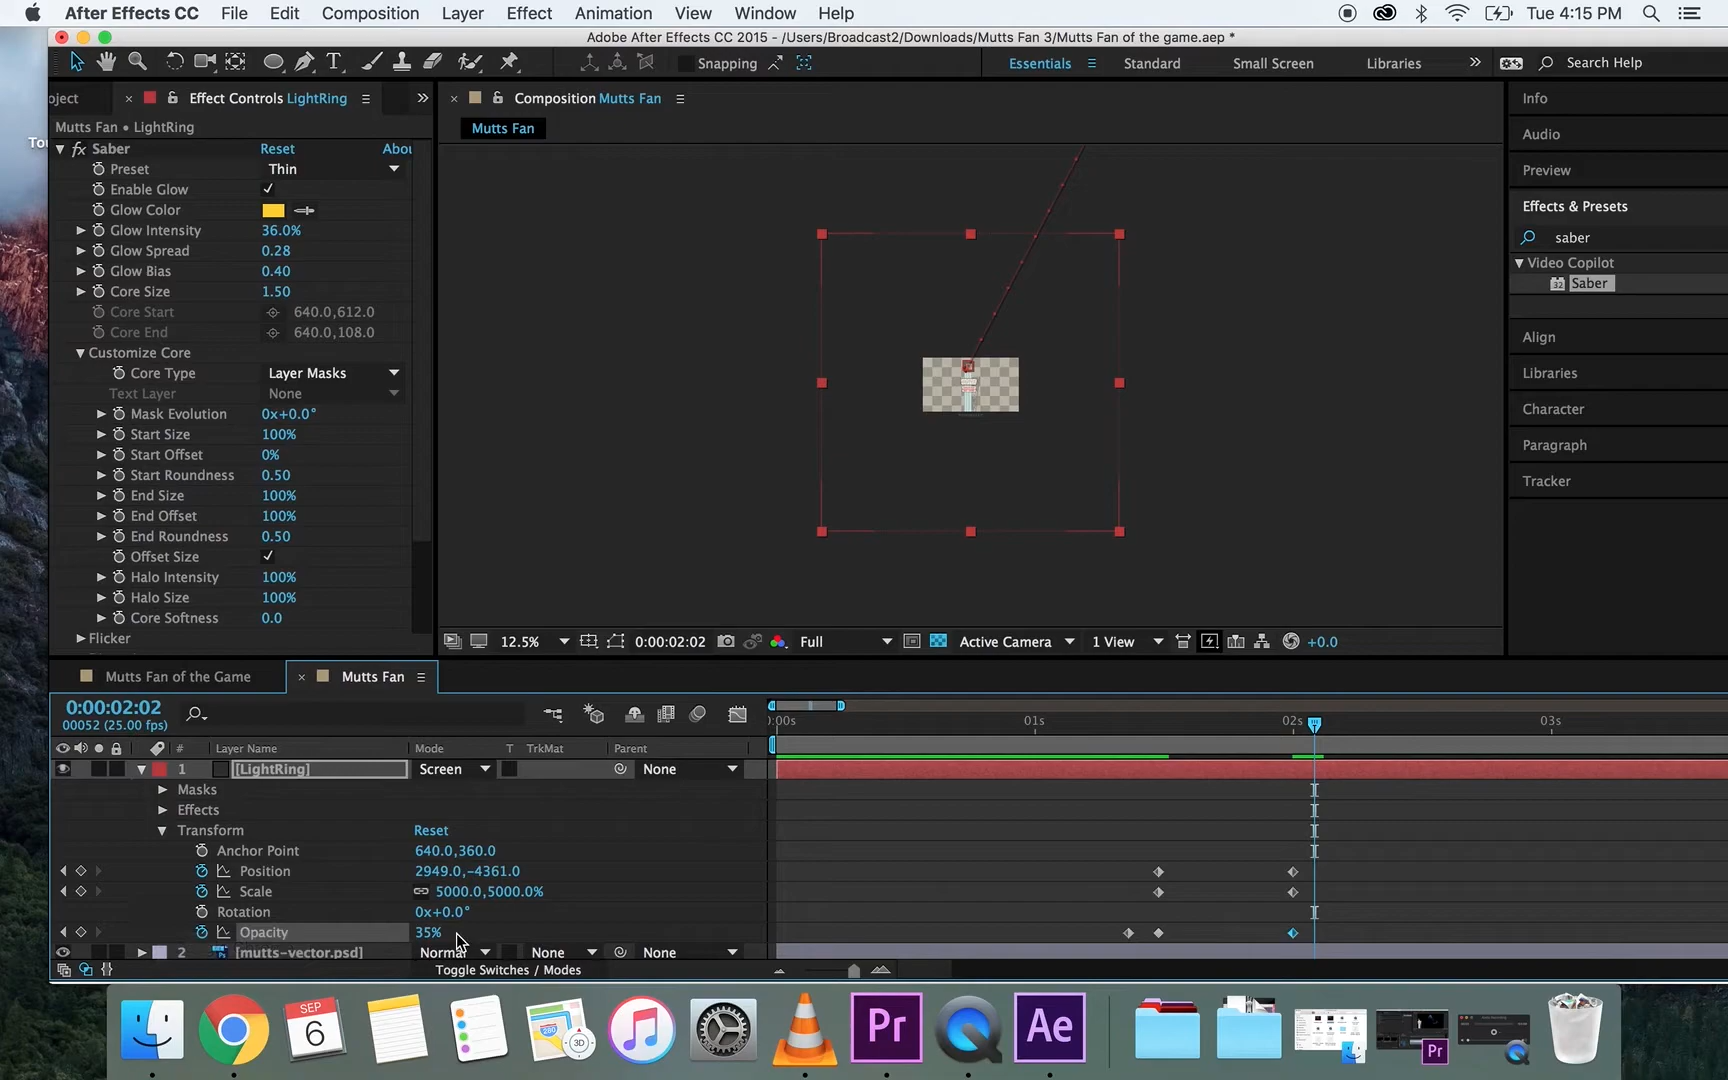 After Effects CC File Edit Composition Layer Effect Animation View Window Help Tue 4:15 PM
Adobe After Effects CC 2015 - /Users/Broadcast2/Downloads/Mutts Fan 3/Mutts Fan of the game.aep *
T Snapping Essentials Standard Small Screen Libraries Search Help
oject Effect Controls LightRing Composition Mutts Fan Info
Mutts Fan • LightRing Mutts Fan
Audio
fx Saber Reset Abou
Preset Thin Preview
Enable Glow
Glow Color Effects & Presets
Glow Intensity 36.0% saber
Glow Spread 0.28 Video Copilot
Glow Bias 0.40 32 Saber
Core Size 1.50
Core Start 640.0,612.0
Core End 640.0,108.0 Align
Customize Core
Core Type Layer Masks Libraries
Text Layer None
Mask Evolution 0x+0.0° Character
Start Size 100%
Start Offset 0% Paragraph
Start Roundness 0.50 Tracker
End Size 100%
End Offset 100%
End Roundness 0.50
Offset Size
Halo Intensity 100%
Halo Size 100%
Core Softness 0.0
Flicker
12.5% 0:00:02:02 Full Active Camera 1 View +0.0
Mutts Fan of the Game Mutts Fan
0:00:02:02
00052 (25.00 fps)
:00s 01s 02s 03s
# Layer Name Mode T TrkMat Parent
1 [LightRing] Screen None
Masks
Effects
Transform Reset
Anchor Point 640.0,360.0
Position 2949.0,-4361.0
Scale 5000.0,5000.0%
Rotation 0x+0.0°
Opacity 35%
2 [mutts-vector.psd] Normal None None
Toggle Switches / Modes
SEP
6
280
3D
Pr
Ae
Pr